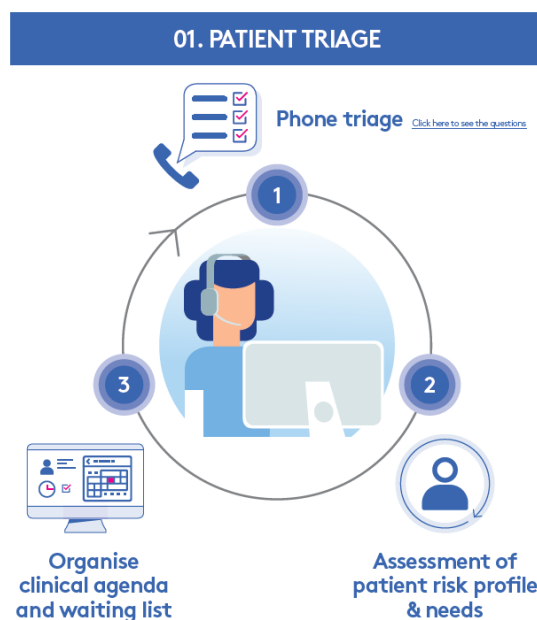 01. PATIENT TRIAGE
Phone triage Click here to see the questions
1
3
2
Organise
clinical agenda
and waiting list
Assessment of
patient risk profile
& needs